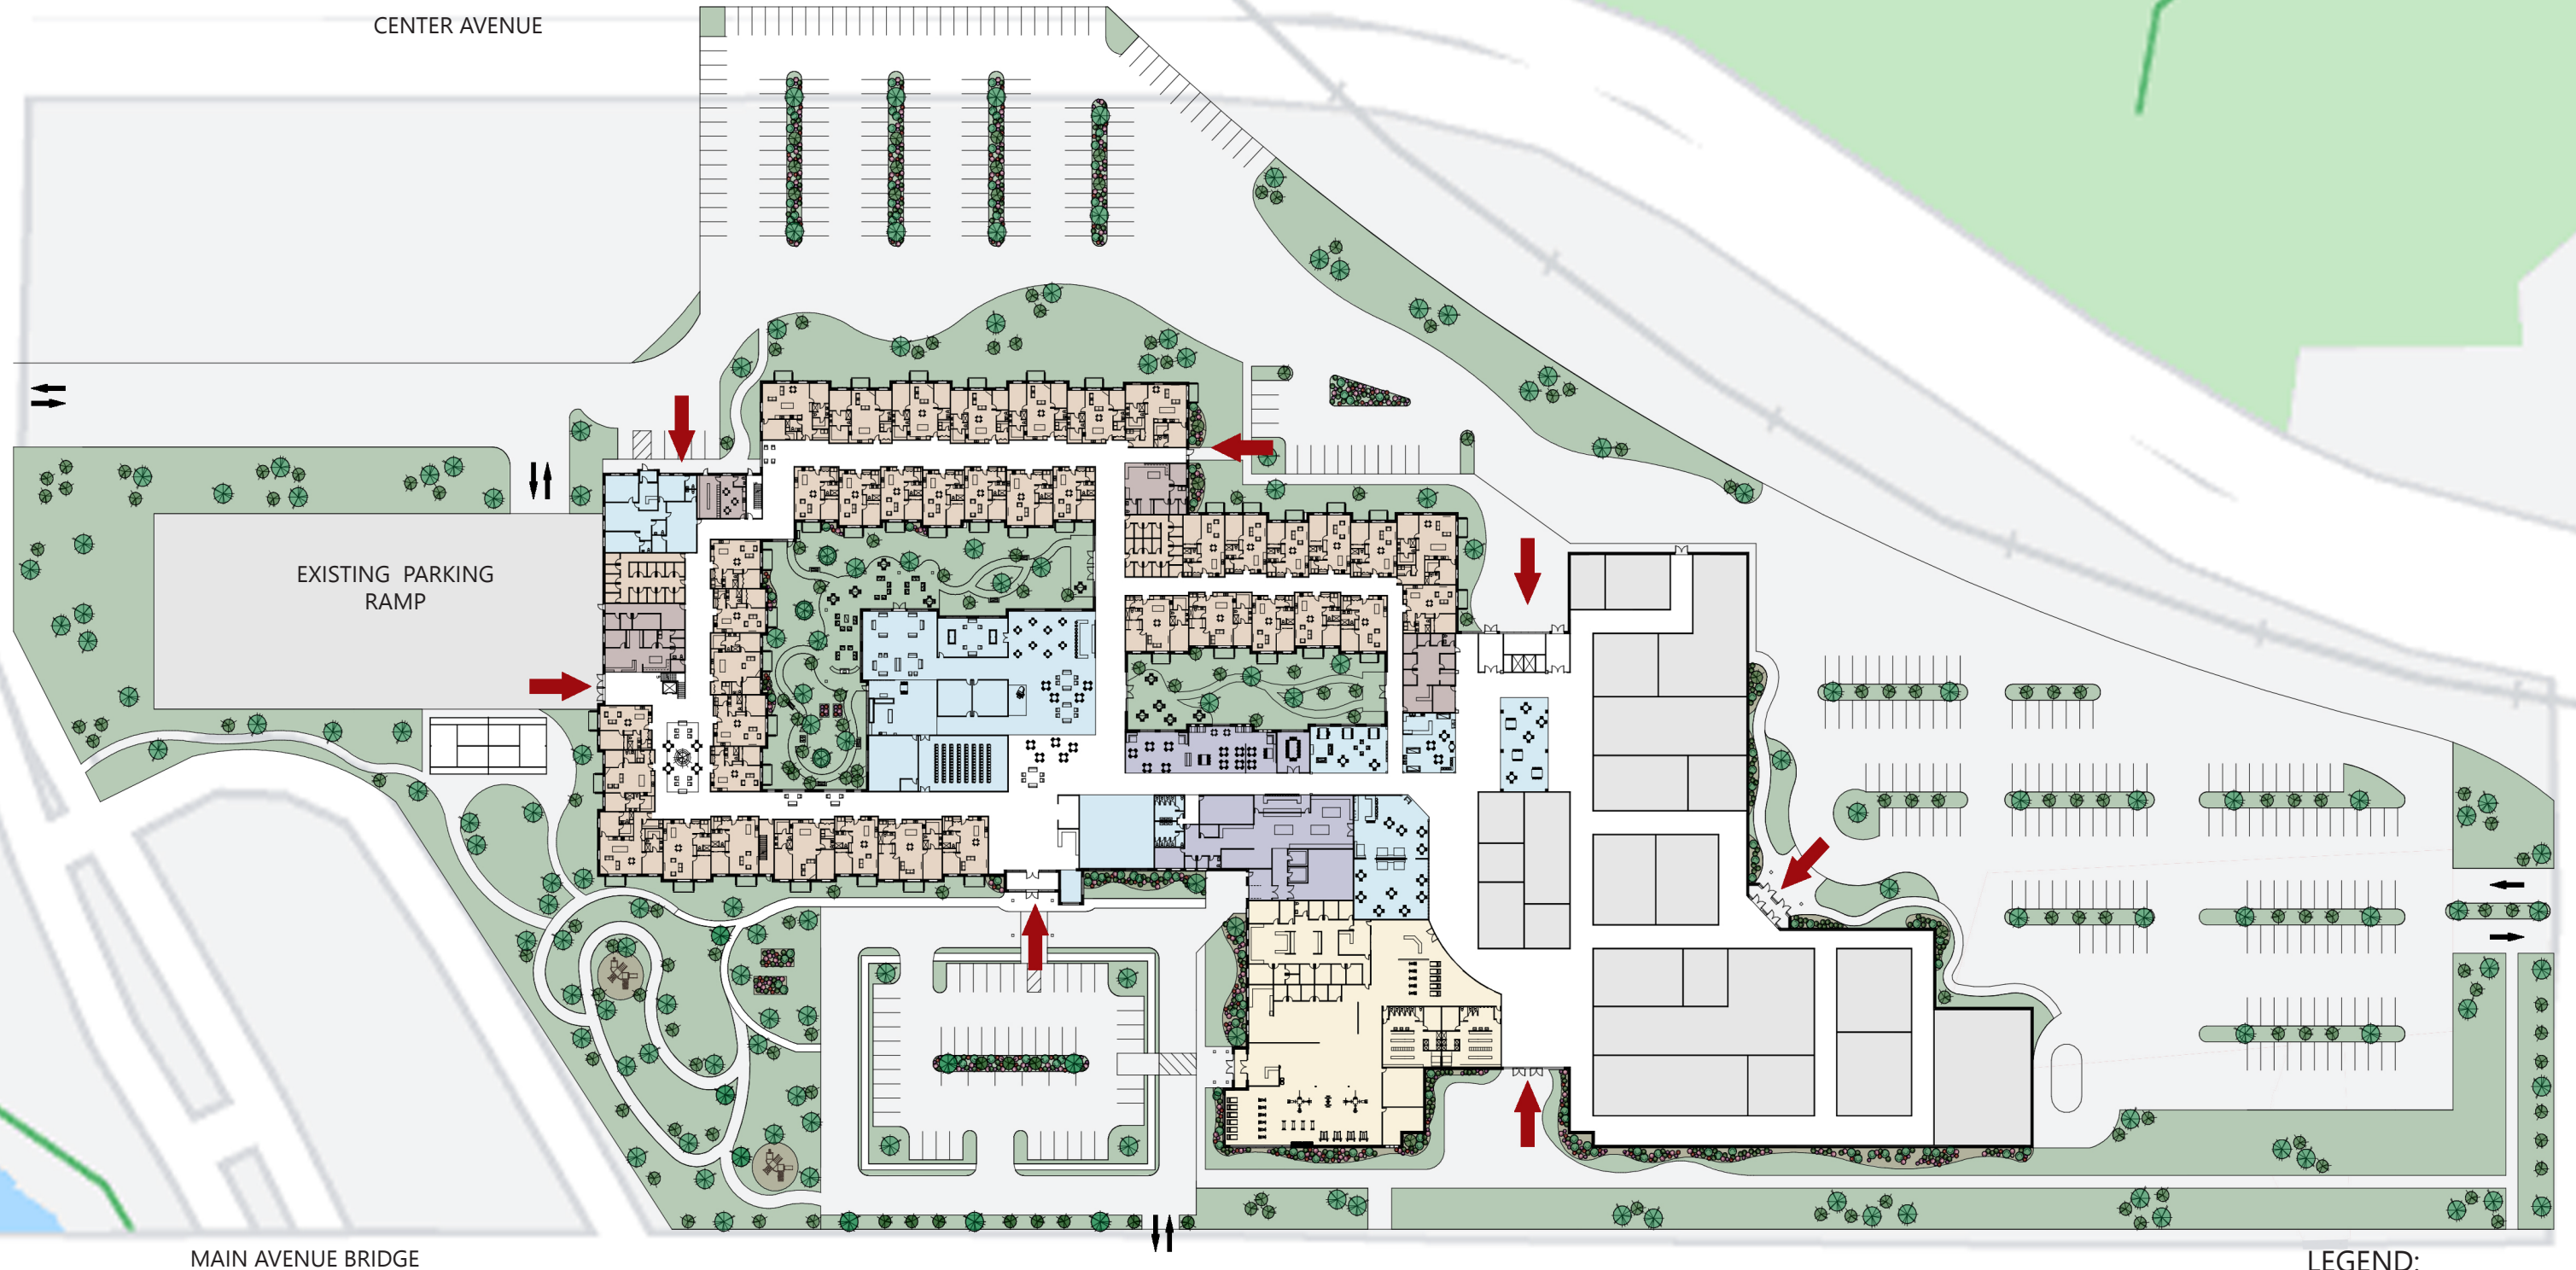 CENTER AVENUE
EXISTING PARKING
RAMP
MAIN AVENUE BRIDGE
LEGEND: